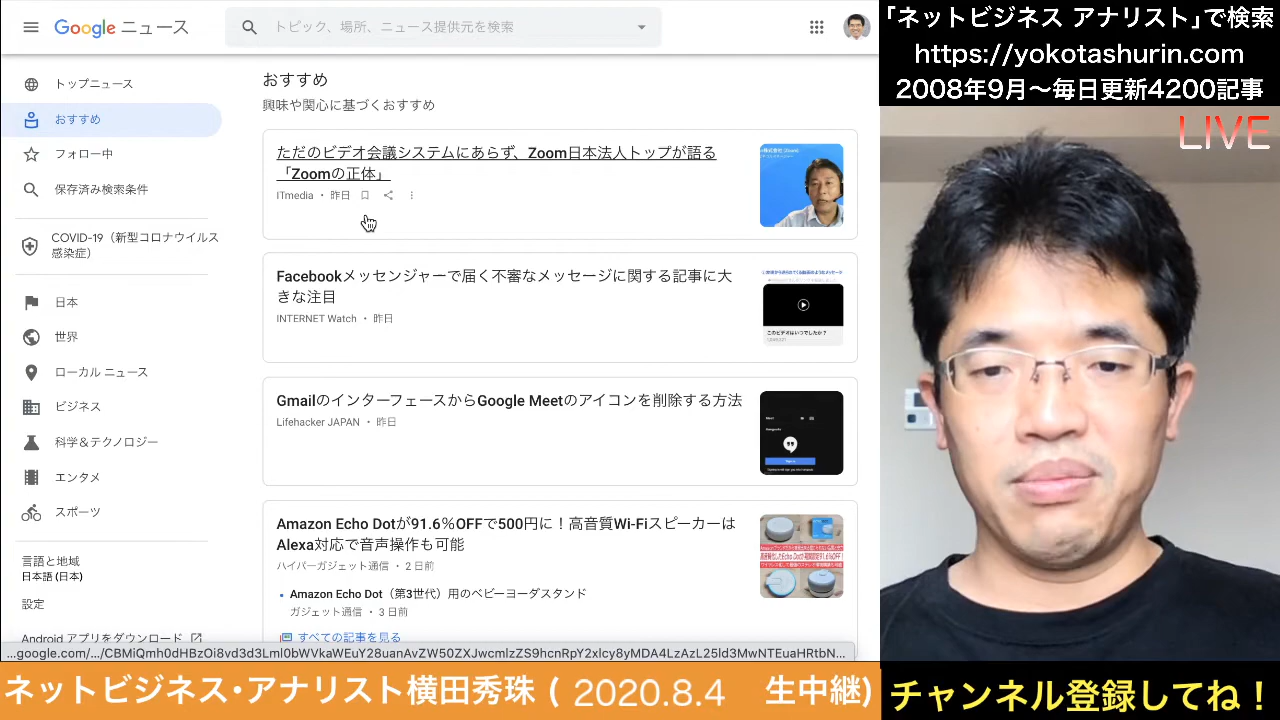 Google ニュース
トピック、場所、ニュース提供元を検索
トップニュース
おすすめ
フォロー中
保存済み検索条件
COVID-19（新型コロナウイルス
感染症）
日本
世界
ローカル ニュース
ビジネス
科学&テクノロジー
エンタメ
スポーツ
言語と地域
日本語 (日本)
設定
Android アプリをダウンロード
おすすめ
興味や関心に基づくおすすめ
ただのビデオ会議システムにあらず、Zoom日本法人トップが語る
「Zoomの正体」
ITmedia・昨日
Facebookメッセンジャーで届く不審なメッセージに関する記事に大
きな注目
INTERNET Watch・昨日
このビデオはいつでしたか？
GmailのインターフェースからGoogle Meetのアイコンを削除する方法
Lifehacker JAPAN・昨日
Amazon Echo Dotが91.6%OFFで500円に！高音質Wi-Fiスピーカーは
Alexa対応で音声操作も可能
通信・2 日前
Amazon Echo Dot（第3世代）用のベビーヨーダスタンド
ガジェット通信・3 日前
すべての記事を見る
「ネットビジネス アナリスト」で検索
https://yokotashurin.com
2008年9月〜毎日更新4200記事
LIVE
ネットビジネス・アナリスト横田秀珠 ( 2020.8.4 生中継)
チャンネル登録してね！